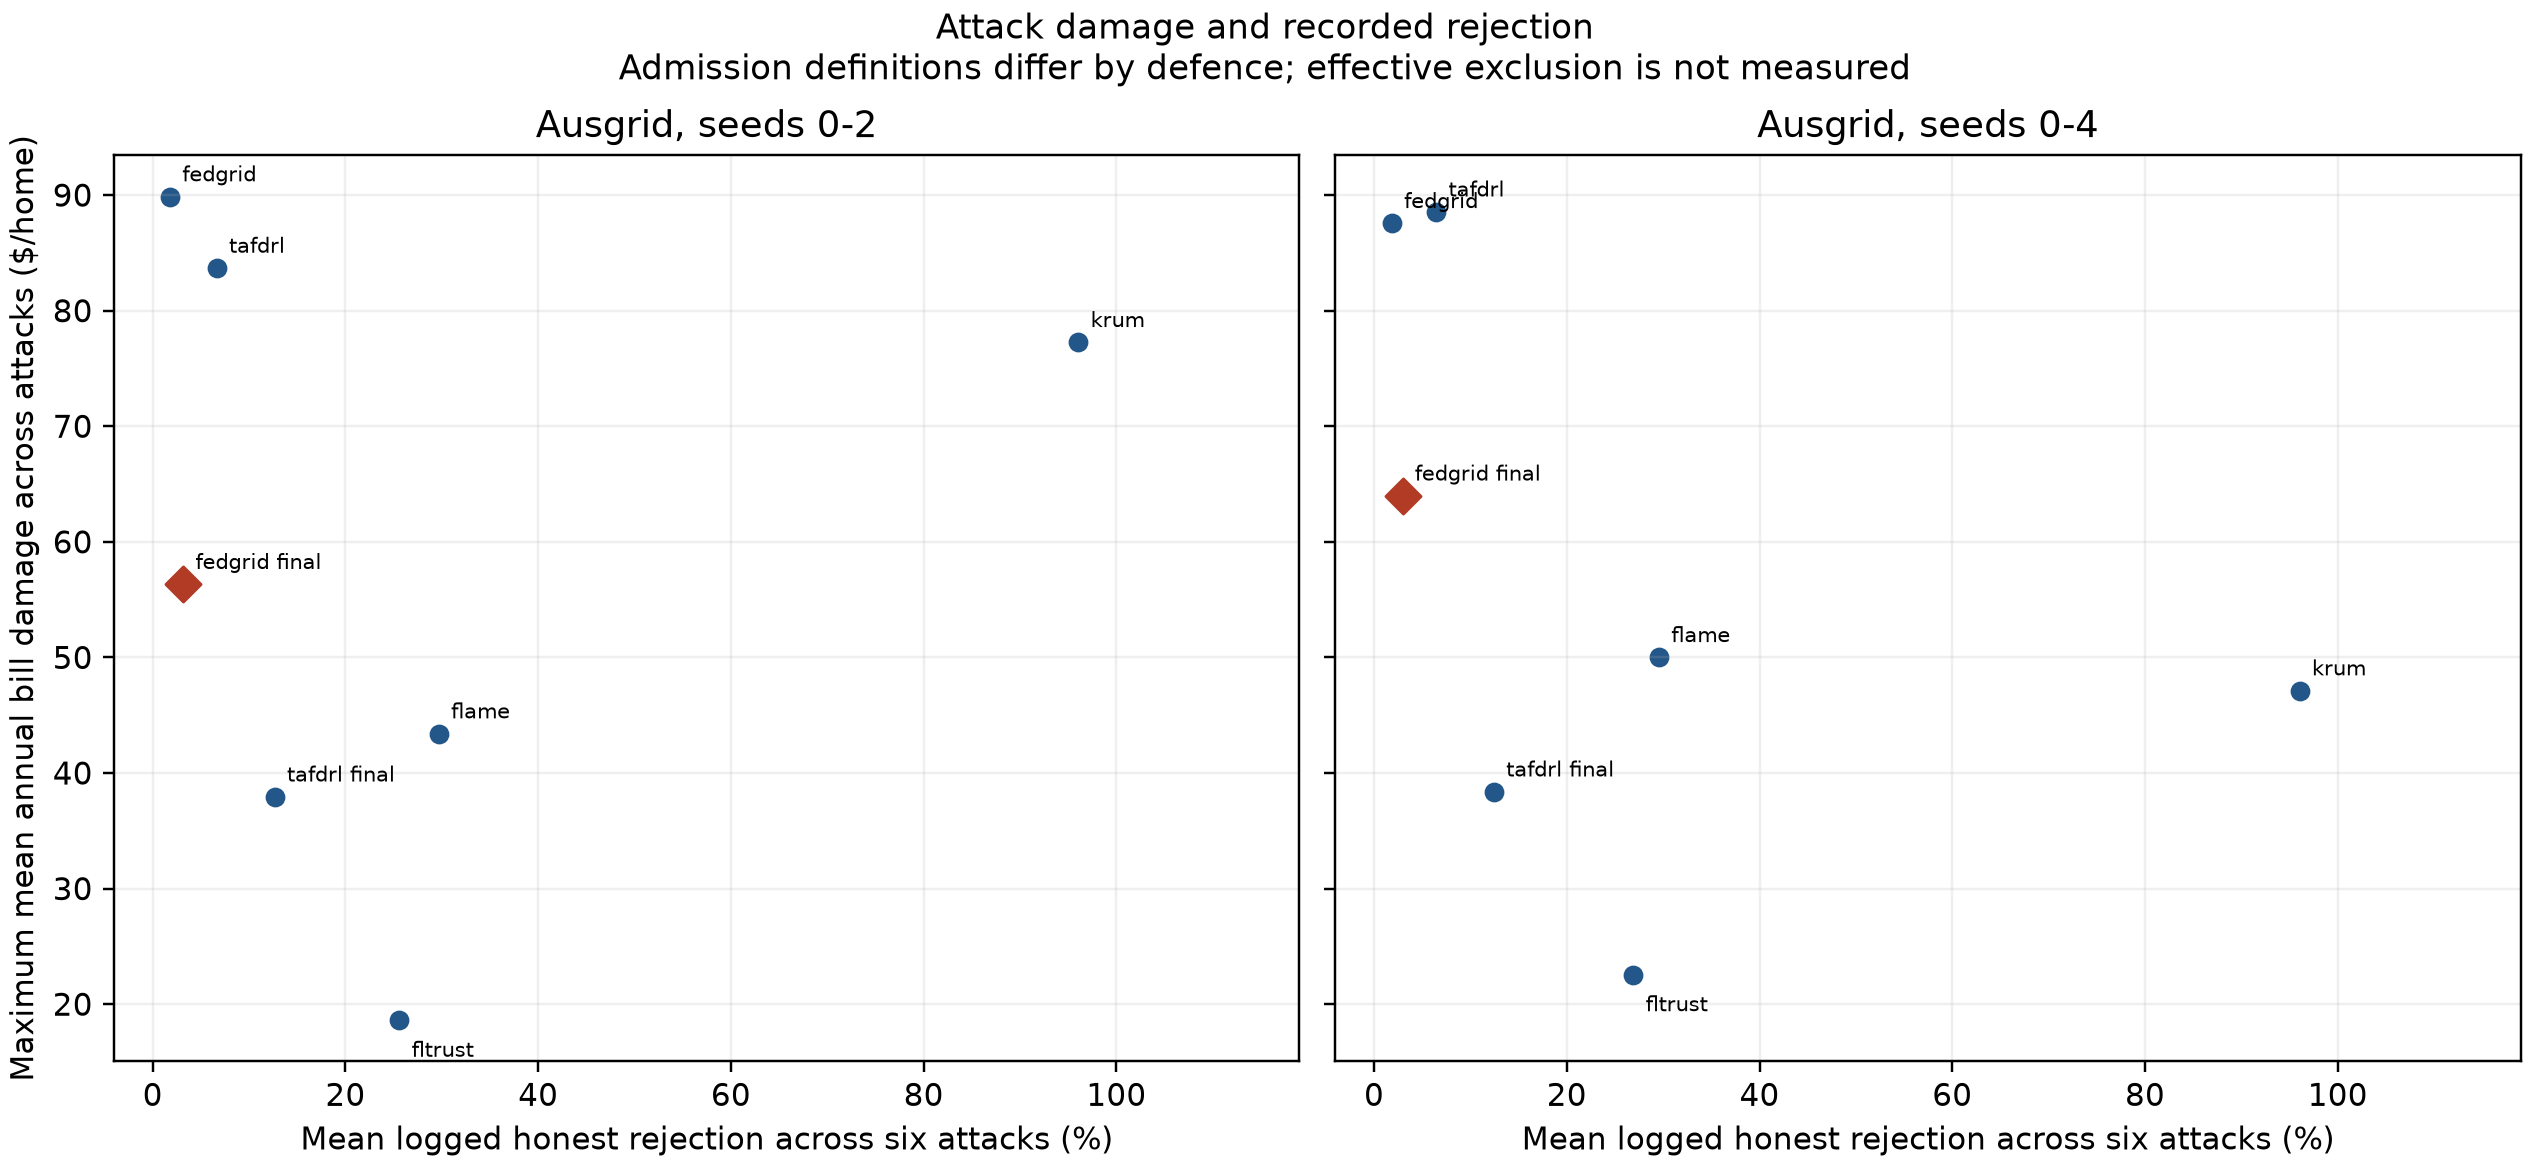 Attack damage and recorded rejection
Admission definitions differ by defence; effective exclusion is not measured
Ausgrid, seeds 0-2
Maximum mean annual bill damage across attacks ($/home)
90
80
70
60
50
40
30
20
fedgrid
tafdrl
krum
fedgrid final
flame
tafdrl final
fltrust
0 20 40 60 80 100
Mean logged honest rejection across six attacks (%)
Ausgrid, seeds 0-4
tafdrl
fedgrid
fedgrid final
flame
krum
tafdrl final
fltrust
0 20 40 60 80 100
Mean logged honest rejection across six attacks (%)